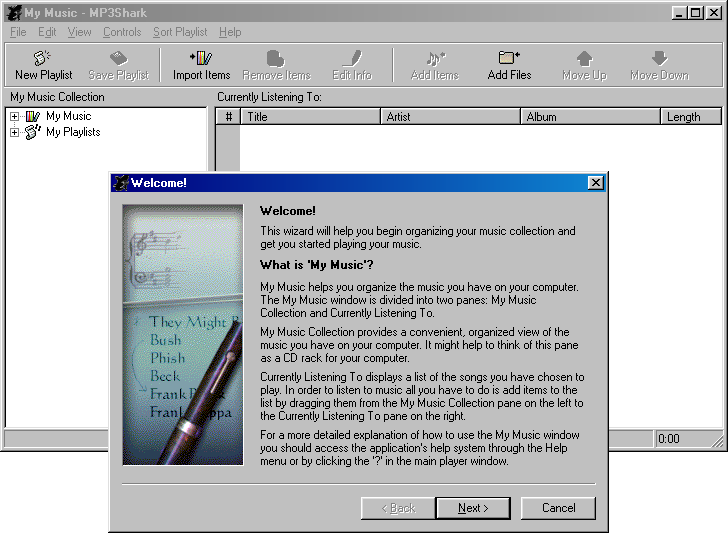 My Music - MP3Shark
File Edit View Controls Sort Playlist Help
New Playlist Save Playlist Import Items Remove Items Edit Info Add Items Add Files Move Up Move Down
My Music Collection
Currently Listening To:
My Music
My Playlists
# Title Artist Album Length
Welcome!
Welcome!
This wizard will help you begin organizing your music collection and
get you started playing your music.
What is 'My Music'?
My Music helps you organize the music you have on your computer.
The My Music window is divided into two panes: My Music
Collection and Currently Listening To.
My Music Collection provides a convenient, organized view of the
music you have on your computer. It might help to think of this pane
as a CD rack for your computer.
Currently Listening To displays a list of the songs you have chosen to
play. In order to listen to music all you have to do is add items to the
list by dragging them from the My Music Collection pane on the left to
the Currently Listening To pane on the right.
For a more detailed explanation of how to use the My Music window
you should access the application's help system through the Help
menu or by clicking the '?' in the main player window.
They Might B
Bush
Phish
Beck
Frank
Frank ppa
< Back Next > Cancel
0:00